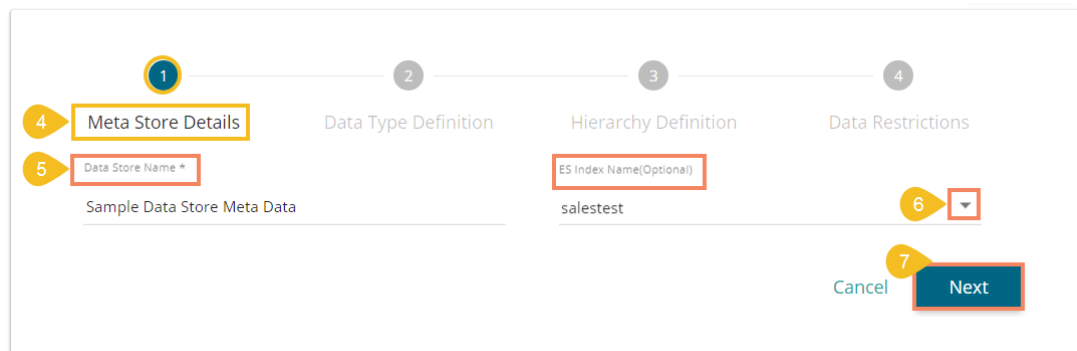 1 2 3 4
4 Meta Store Details Data Type Definition Hierarchy Definition Data Restrictions
5 Data Store Name * ES Index Name(Optional)
Sample Data Store Meta Data salestest 6
7
Cancel Next